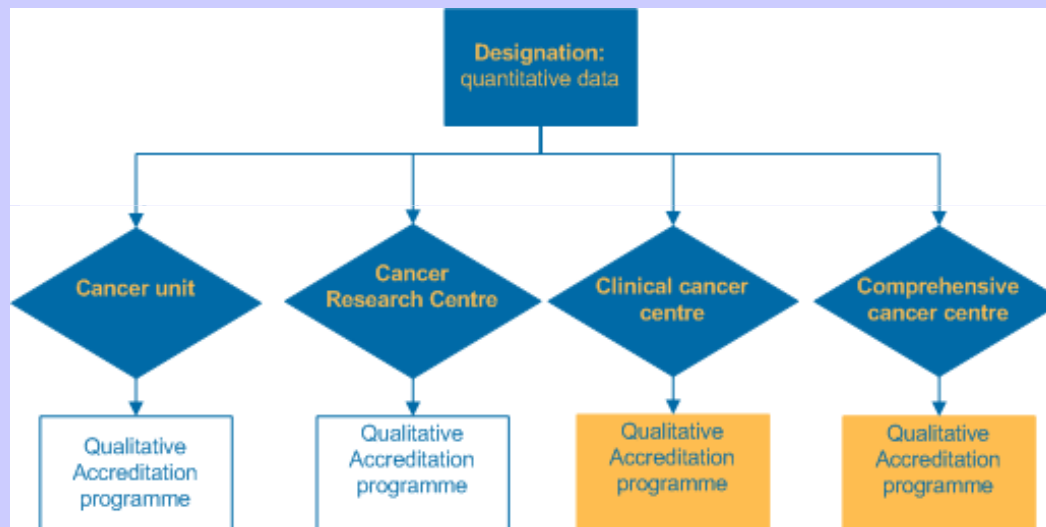 Designation:
quantitative data
Cancer unit
Cancer
Research Centre
Clinical cancer
centre
Comprehensive
cancer centre
Qualitative
Accreditation
programme
Qualitative
Accreditation
programme
Qualitative
Accreditation
programme
Qualitative
Accreditation
programme